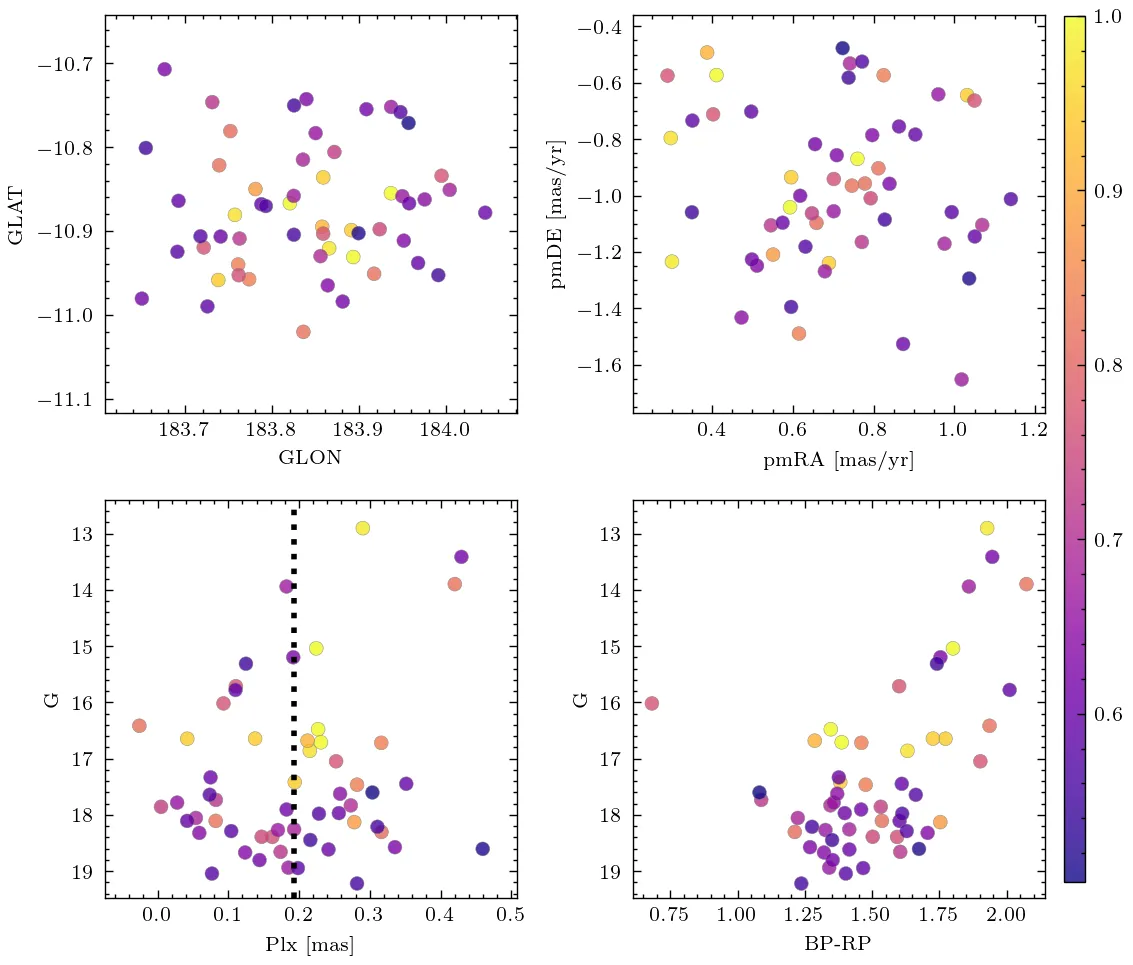 −10.7
−10.8
−10.9
−11.0
−11.1
GLAT
183.7 183.8 183.9 184.0
GLON
−0.4
−0.6
−0.8
−1.0
−1.2
−1.4
−1.6
pmDE [mas/yr]
0.4 0.6 0.8 1.0 1.2
pmRA [mas/yr]
1.0
0.9
0.8
0.7
0.6
13
14
15
16
17
18
19
G
0.0 0.1 0.2 0.3 0.4 0.5
Plx [mas]
13
14
15
16
17
18
19
G
0.75 1.00 1.25 1.50 1.75 2.00
BP-RP